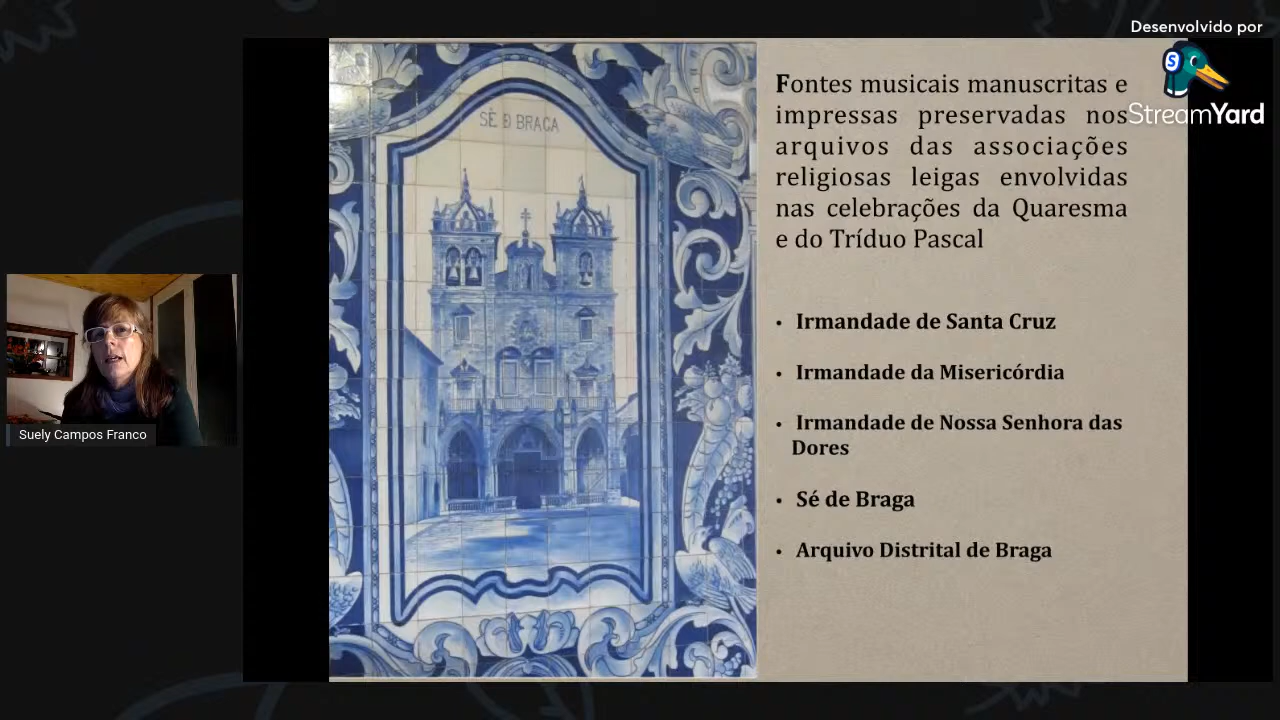 Desenvolvido por
StreamYard
SÉ D BRAGA
Fontes musicais manuscritas e
impressas preservadas nos
arquivos das associações
religiosas leigas envolvidas
nas celebrações da Quaresma
e do Tríduo Pascal
• Irmandade de Santa Cruz
• Irmandade da Misericórdia
• Irmandade de Nossa Senhora das
Dores
• Sé de Braga
• Arquivo Distrital de Braga
Suely Campos Franco